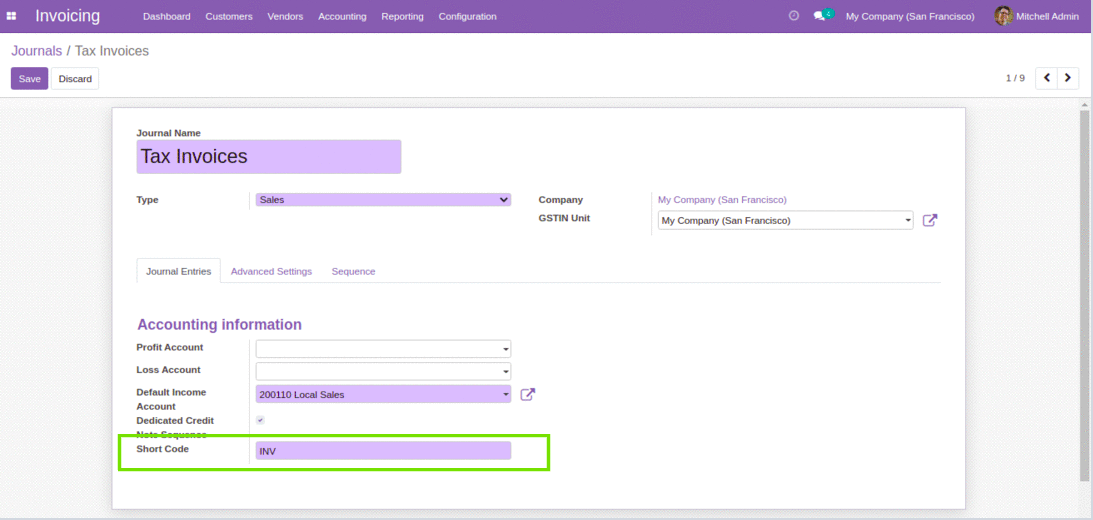 Invoicing Dashboard Customers Vendors Accounting Reporting Configuration 4 My Company (San Francisco) Mitchell Admin
Journals / Tax Invoices
Save Discard 1 / 9
Journal Name
Tax Invoices
Type Sales Company My Company (San Francisco)
GSTIN Unit My Company (San Francisco)
Journal Entries Advanced Settings Sequence
Accounting information
Profit Account
Loss Account
Default Income 200110 Local Sales
Account
Dedicated Credit
Note Sequence
Short Code INV